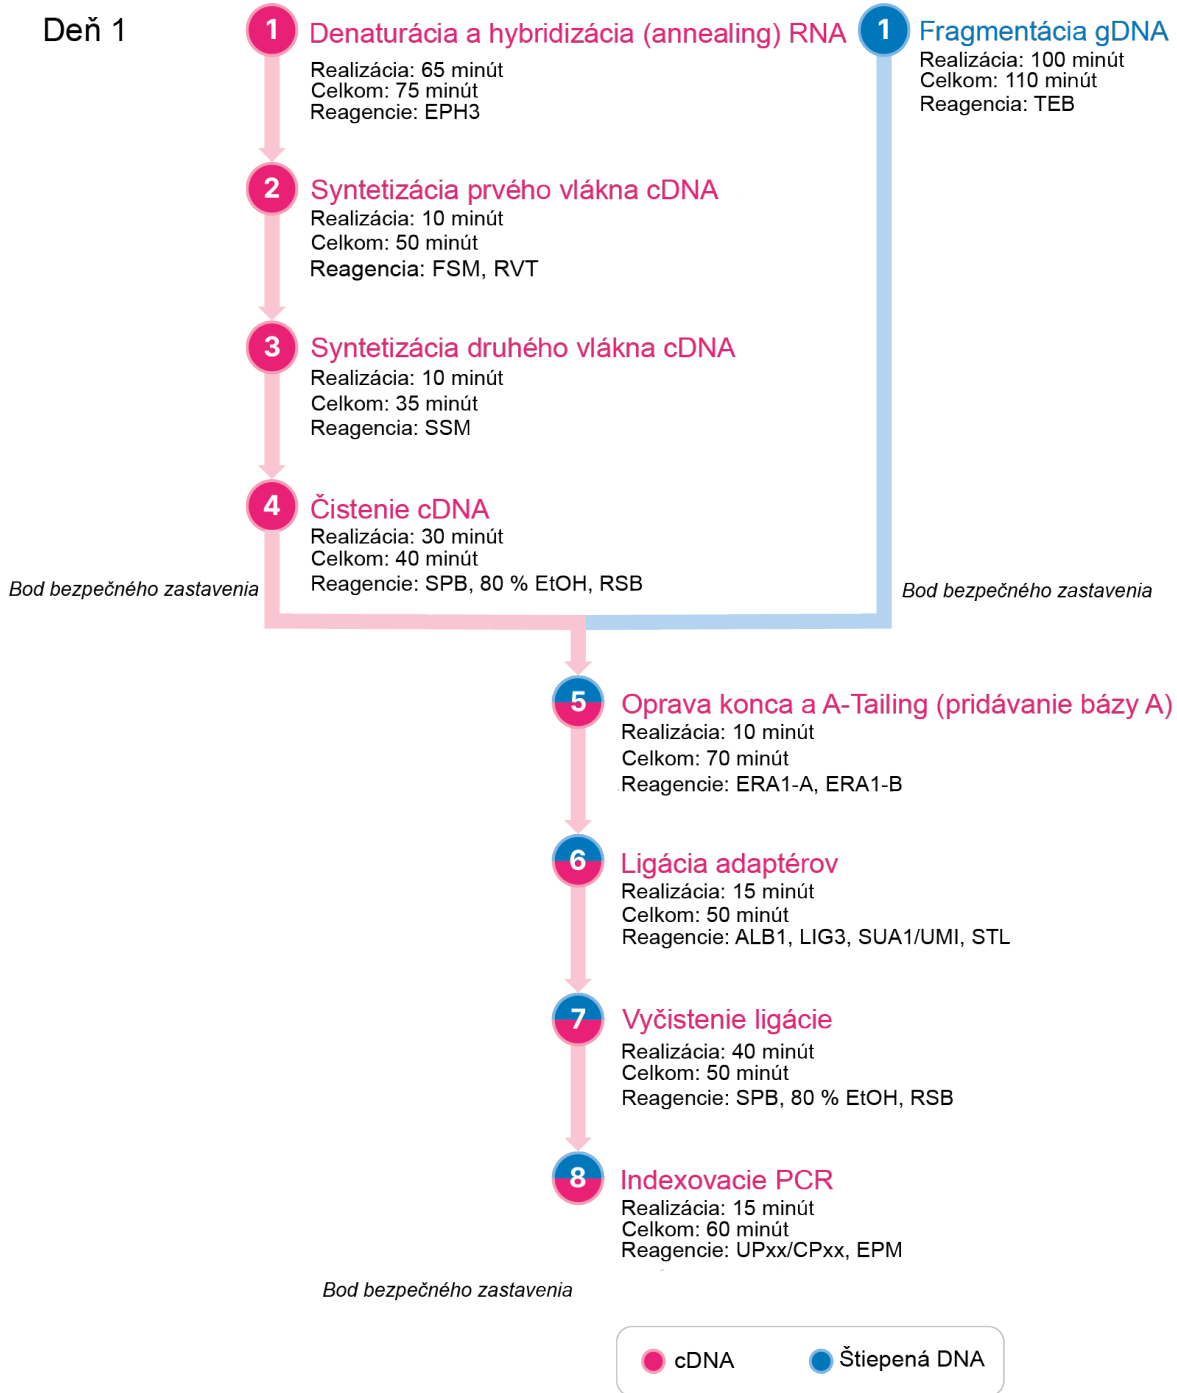 Deň 1
1
Denaturácia a hybridizácia (annealing) RNA
Realizácia: 65 minút
Celkom: 75 minút
Reagencie: EPH3
1
Fragmentácia gDNA
Realizácia: 100 minút
Celkom: 110 minút
Reagencia: TEB
2
Syntetizácia prvého vlákna cDNA
Realizácia: 10 minút
Celkom: 50 minút
Reagencia: FSM, RVT
3
Syntetizácia druhého vlákna cDNA
Realizácia: 10 minút
Celkom: 35 minút
Reagencia: SSM
4
Čistenie cDNA
Realizácia: 30 minút
Celkom: 40 minút
Reagencie: SPB, 80 % EtOH, RSB
Bod bezpečného zastavenia
Bod bezpečného zastavenia
5
Oprava konca a A-Tailing (pridávanie bázy A)
Realizácia: 10 minút
Celkom: 70 minút
Reagencie: ERA1-A, ERA1-B
6
Ligácia adaptérov
Realizácia: 15 minút
Celkom: 50 minút
Reagencie: ALB1, LIG3, SUA1/UMI, STL
7
Vyčistenie ligácie
Realizácia: 40 minút
Celkom: 50 minút
Reagencie: SPB, 80 % EtOH, RSB
8
Indexovacie PCR
Realizácia: 15 minút
Celkom: 60 minút
Reagencie: UPxx/CPxx, EPM
Bod bezpečného zastavenia
cDNA
Štiepená DNA